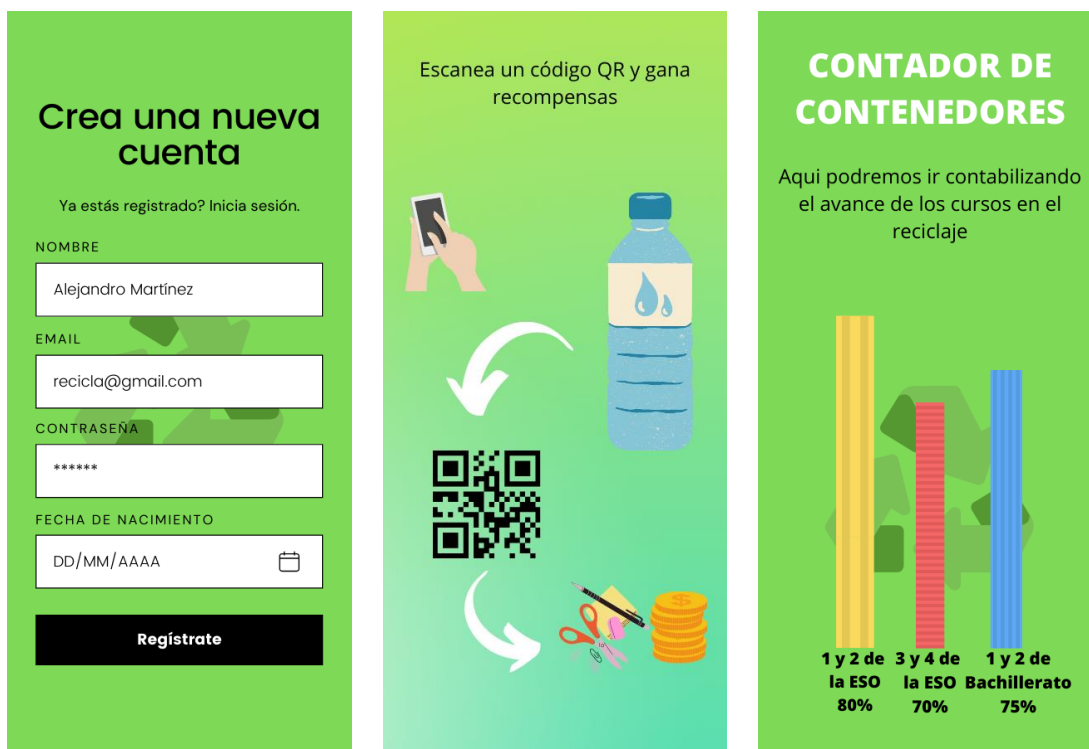 Crea una nueva
cuenta
Ya estás registrado? Inicia sesión.
NOMBRE
Alejandro Martínez
EMAIL
recicla@gmail.com
CONTRASEÑA
******
FECHA DE NACIMIENTO
DD/MM/AAAA
Regístrate
Escanea un código QR y gana
recompensas
CONTADOR DE
CONTENEDORES
Aqui podremos ir contabilizando
el avance de los cursos en el
reciclaje
1 y 2 de
la ESO
80%
3 y 4 de
la ESO
70%
1 y 2 de
Bachillerato
75%